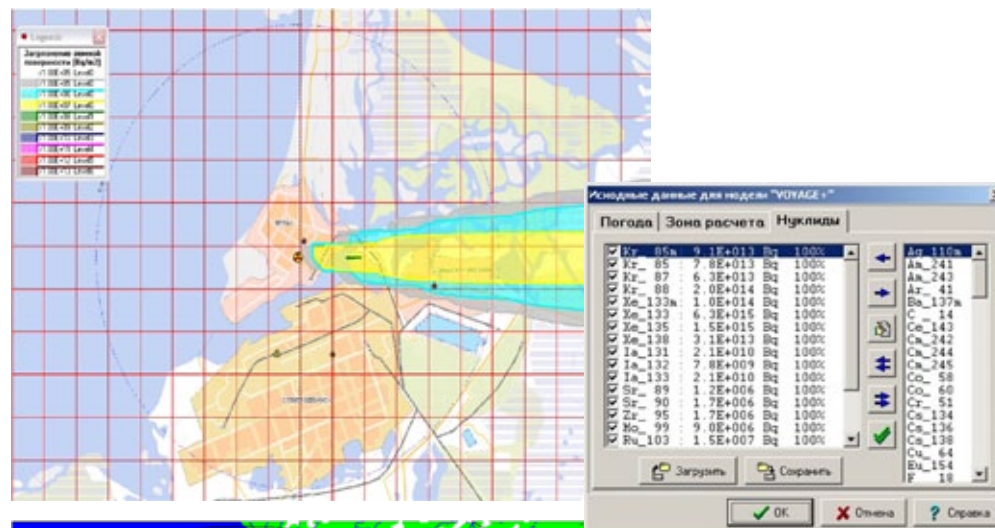 Legends
Загрязнение земной
поверхности [Bq/m2]
Исходные данные для модели "VOYAGE+"
Погода
Зона расчета
Нуклиды
Kr_ 85m : 9.1E+013 Bq 100%
Kr_ 85 : 7.8E+013 Bq 100%
Kr_ 87 : 6.3E+013 Bq 100%
Kr_ 88 : 2.0E+014 Bq 100%
Xe_133m : 1.0E+014 Bq 100%
Xe_133 : 6.3E+015 Bq 100%
Xe_135 : 1.5E+015 Bq 100%
Xe_138 : 3.1E+013 Bq 100%
Ia_131 : 2.1E+010 Bq 100%
Ia_132 : 7.8E+009 Bq 100%
Ia_133 : 2.1E+010 Bq 100%
Sr_ 89 : 1.2E+006 Bq 100%
Sr_ 90 : 1.7E+006 Bq 100%
Zr_ 95 : 1.7E+006 Bq 100%
Mo_ 99 : 9.0E+006 Bq 100%
Ru_103 : 1.5E+007 Bq 100%
Ag_110m
Am_241
Am_243
Ar_ 41
Ba_137m
C _ 14
Ce_143
Cm_242
Cm_244
Cm_245
Co_ 58
Co_ 60
Cr_ 51
Cs_134
Cs_136
Cs_138
Cu_ 64
Eu_154
F_ 18
Загрузить
Сохранить
OK
Отмена
Справка